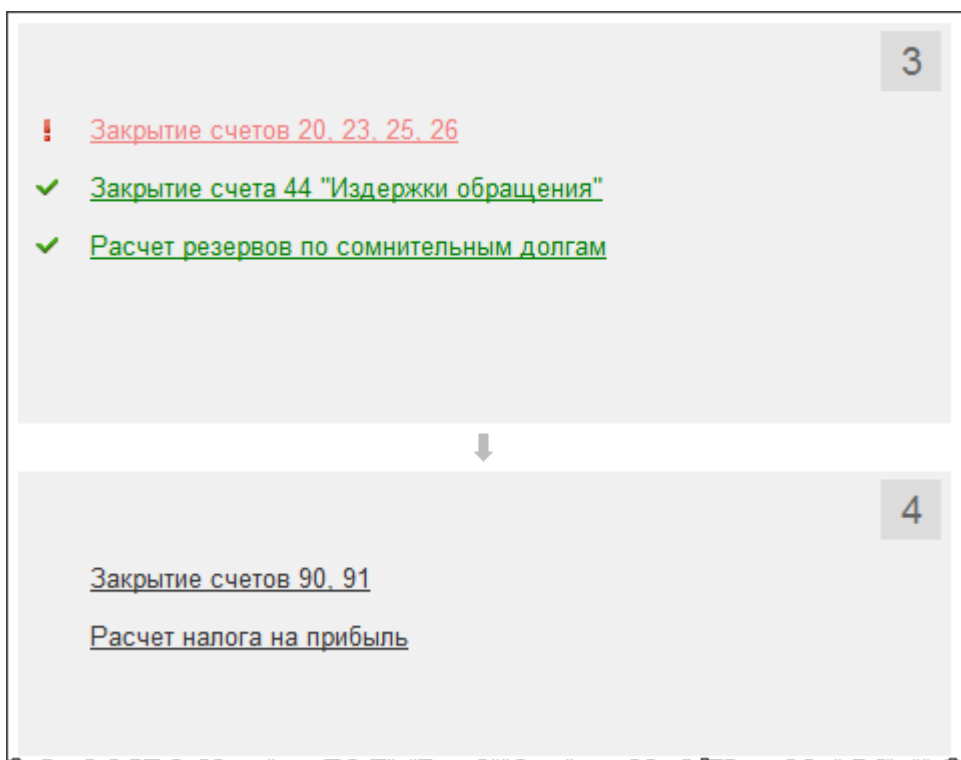 3
Закрытие счетов 20, 23, 25, 26
Закрытие счета 44 "Издержки обращения"
Расчет резервов по сомнительным долгам
4
Закрытие счетов 90, 91
Расчет налога на прибыль